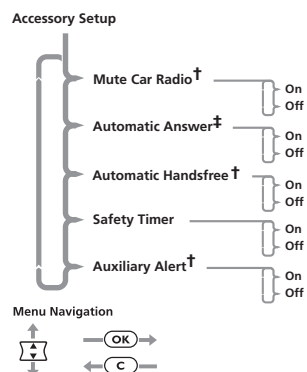 Accessory Setup
Mute Car Radio†
On
Off
Automatic Answer‡
On
Off
Automatic Handsfree †
On
Off
Safety Timer
On
Off
Auxiliary Alert†
On
Off
Menu Navigation
OK
C